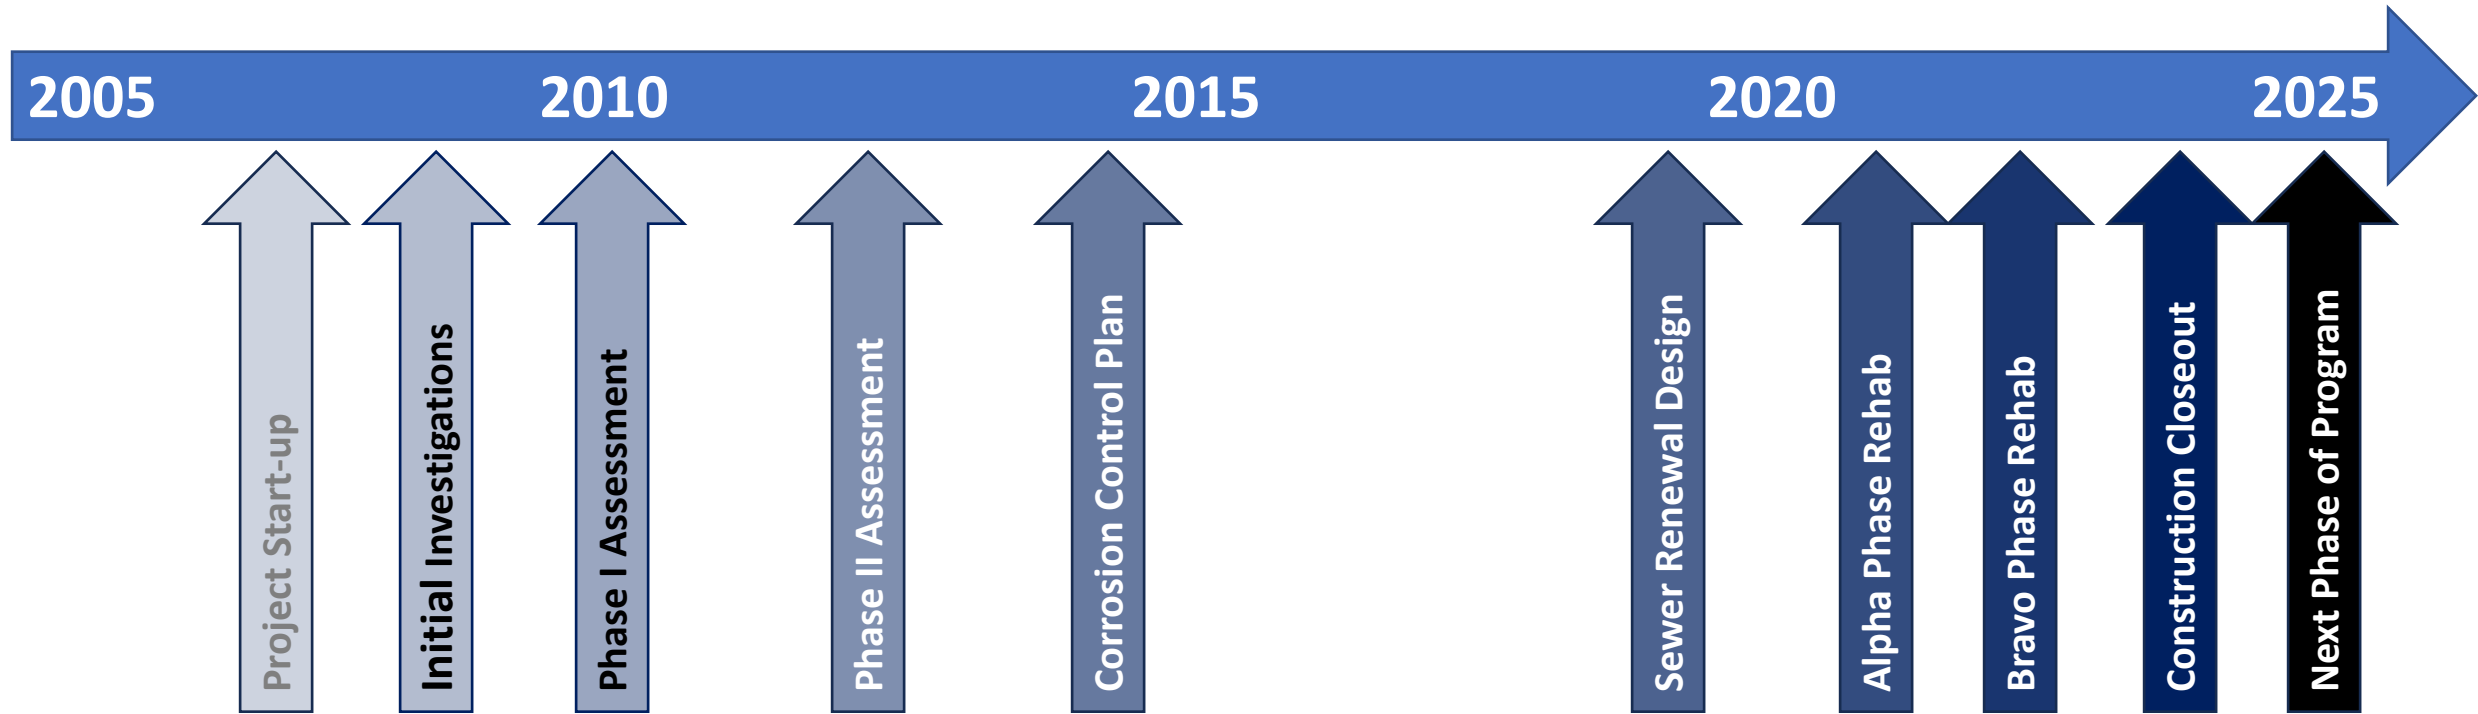 2005
2010
2015
2020
2025
Project Start-up
Initial Investigations
Phase I Assessment
Phase II Assessment
Corrosion Control Plan
Sewer Renewal Design
Alpha Phase Rehab
Bravo Phase Rehab
Construction Closeout
Next Phase of Program